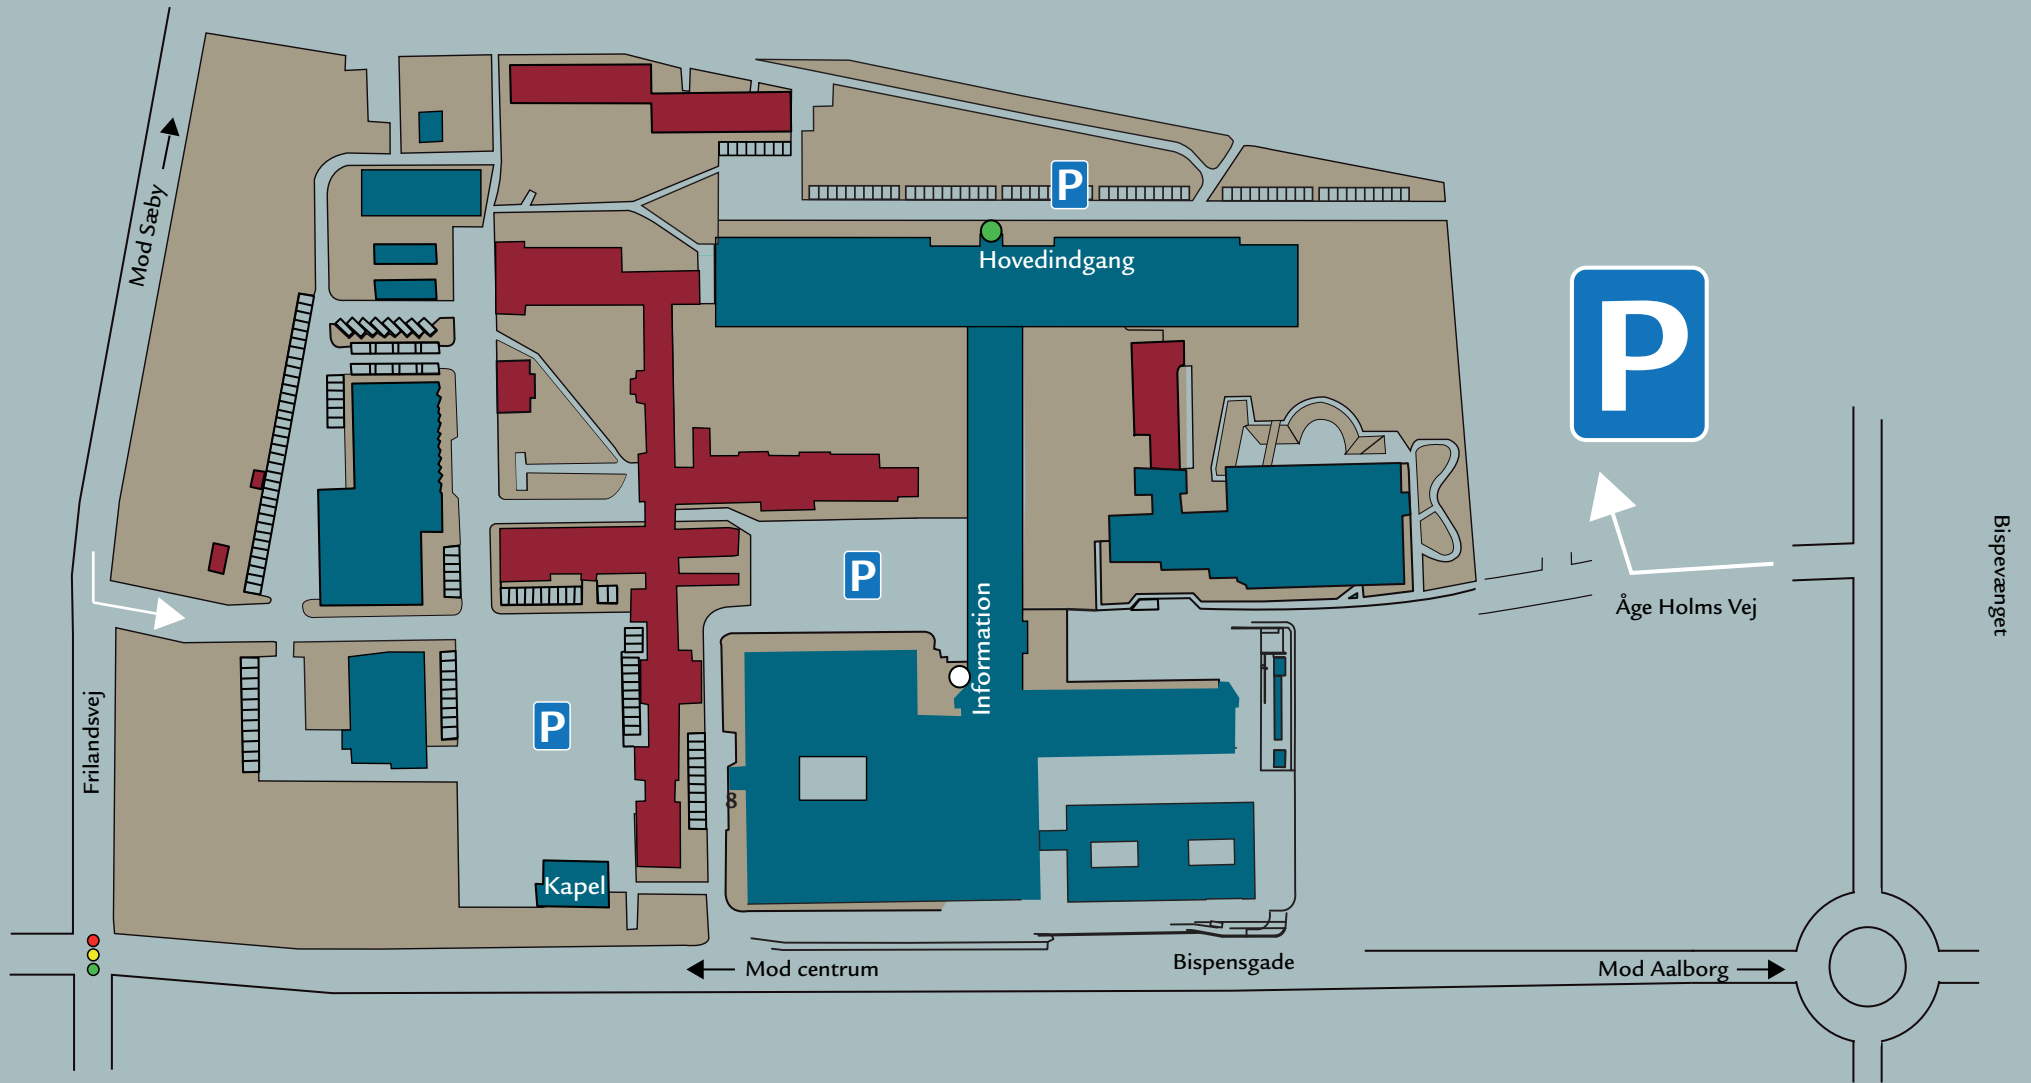 P
Hovedindgang
Mod Sæby
P
P
Information
Bispevænget
Åge Holms Vej
P
Frilandsvej
8
Kapel
Mod centrum
Bispensgade
Mod Aalborg